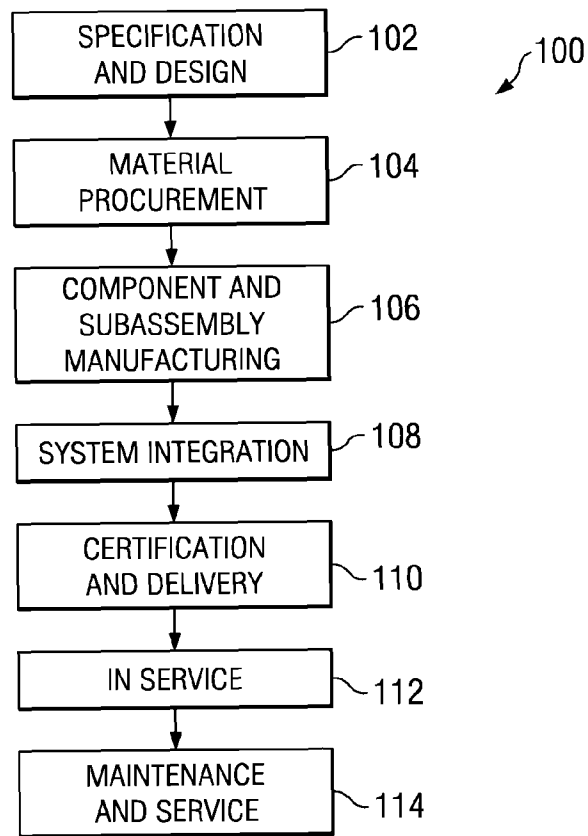 SPECIFICATION
AND DESIGN
102
100
MATERIAL
PROCUREMENT
104
COMPONENT AND
SUBASSEMBLY
MANUFACTURING
106
SYSTEM INTEGRATION
108
CERTIFICATION
AND DELIVERY
110
IN SERVICE
112
MAINTENANCE
AND SERVICE
114